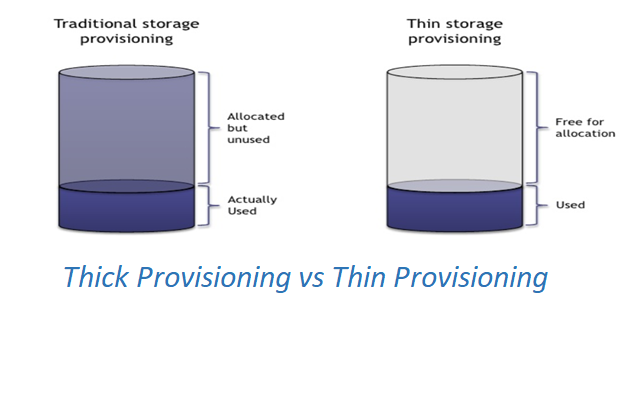 Traditional storage
provisioning
Allocated
but
unused
Actually
Used
Thin storage
provisioning
Free for
allocation
Used
Thick Provisioning vs Thin Provisioning